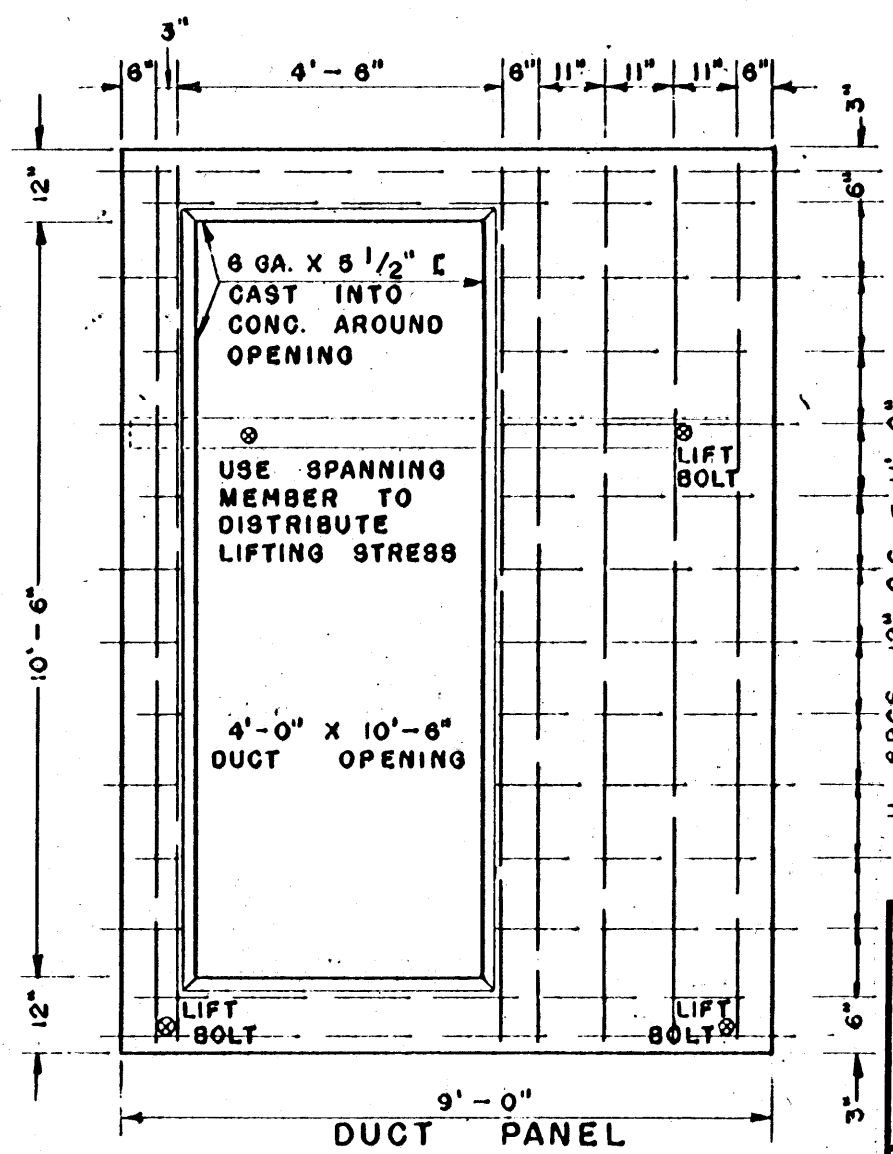 3"
6" 4'-6" 6" 11" 11" 11" 6"
3"
12"
6"
6 GA. X 5 1/2" [
CAST INTO
CONC. AROUND
OPENING
LIFT
BOLT
USE SPANNING
MEMBER TO
DISTRIBUTE
LIFTING STRESS
10'-6"
4'-0" X 10'-6"
DUCT OPENING
12"
LIFT
BOLT
LIFT
BOLT
6"
9'-0"
3"
DUCT PANEL